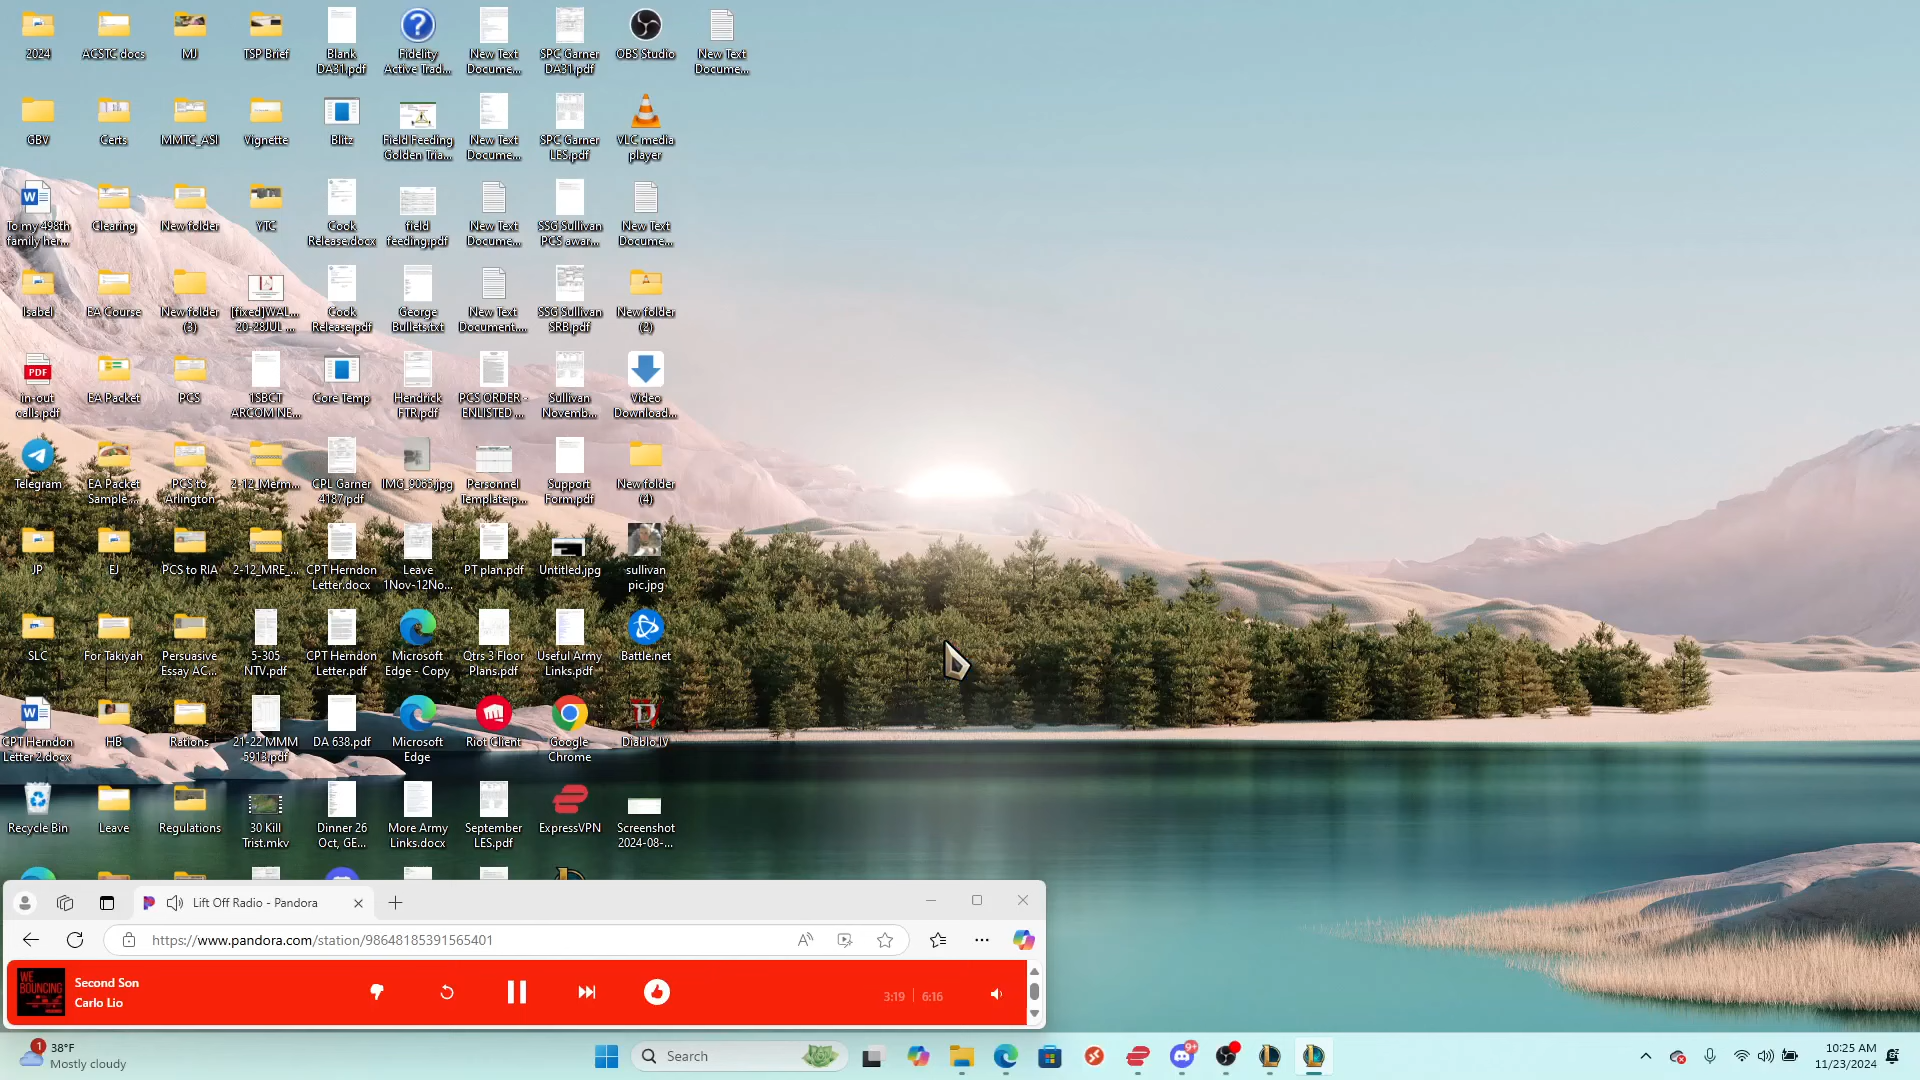 2024
ACSTC docs
MJ
TSP Brief
Blank
DA31.pdf
Fidelity
Active Trad...
New Text
Docume...
SPC Garner
DA31.pdf
OBS Studio
New Text
Docume...
GBV
Certs
MMTC_ASI
Vignette
Blitz
Field Feeding
Golden Tria...
New Text
Docume...
SPC Garner
LES.pdf
VLC media
player
To my 498th
family her...
Clearing
New folder
YTC
Cook
Release.docx
field
feeding.pdf
New Text
Docume...
SSG Sullivan
PCS awar...
New Text
Docume...
Isabel
EA Course
New folder
(3)
[fixed]WAL...
20-28JUL ...
Cook
Release.pdf
George
Bullets.txt
New Text
Document....
SSG Sullivan
SRB.pdf
New folder
(2)
PDF
in-out
calls.pdf
EA Packet
PCS
1SBCT
ARCOM NE...
Core Temp
Hendrick
FTR.pdf
PCS ORDER -
ENLISTED ...
Sullivan
Novemb...
Video
Download...
Telegram
EA Packet
Sample ...
PCS to
Arlington
2-12_Merm...
CPL Garner
4187.pdf
IMG_9065.jpg
Personnel
Template.p...
Support
Form.pdf
New folder
(4)
JP
EJ
PCS to RIA
2-12_MRE_...
CPT Herndon
Letter.docx
Leave
1Nov-12No...
PT plan.pdf
Untitled.jpg
sullivan
pic.jpg
SLC
For Takiyah
Persuasive
Essay AC...
5-305
NTV.pdf
CPT Herndon
Letter.pdf
Microsoft
Edge - Copy
Qtrs 3 Floor
Plans.pdf
Useful Army
Links.pdf
Battle.net
CPT Herndon
Letter 2.docx
HB
Rations
21-22 MMM
5913.pdf
DA 638.pdf
Microsoft
Edge
Riot Client
Google
Chrome
Diablo IV
Recycle Bin
Leave
Regulations
30 Kill
Trist.mkv
Dinner 26
Oct, GE...
More Army
Links.docx
September
LES.pdf
ExpressVPN
Screenshot
2024-08-...
Lift Off Radio - Pandora
https://www.pandora.com/station/98648185391565401
WE
BOUNCING
Second Son
Carlo Lio
3:19
6:16
1
38°F
Mostly cloudy
Search
9+
10:25 AM
11/23/2024